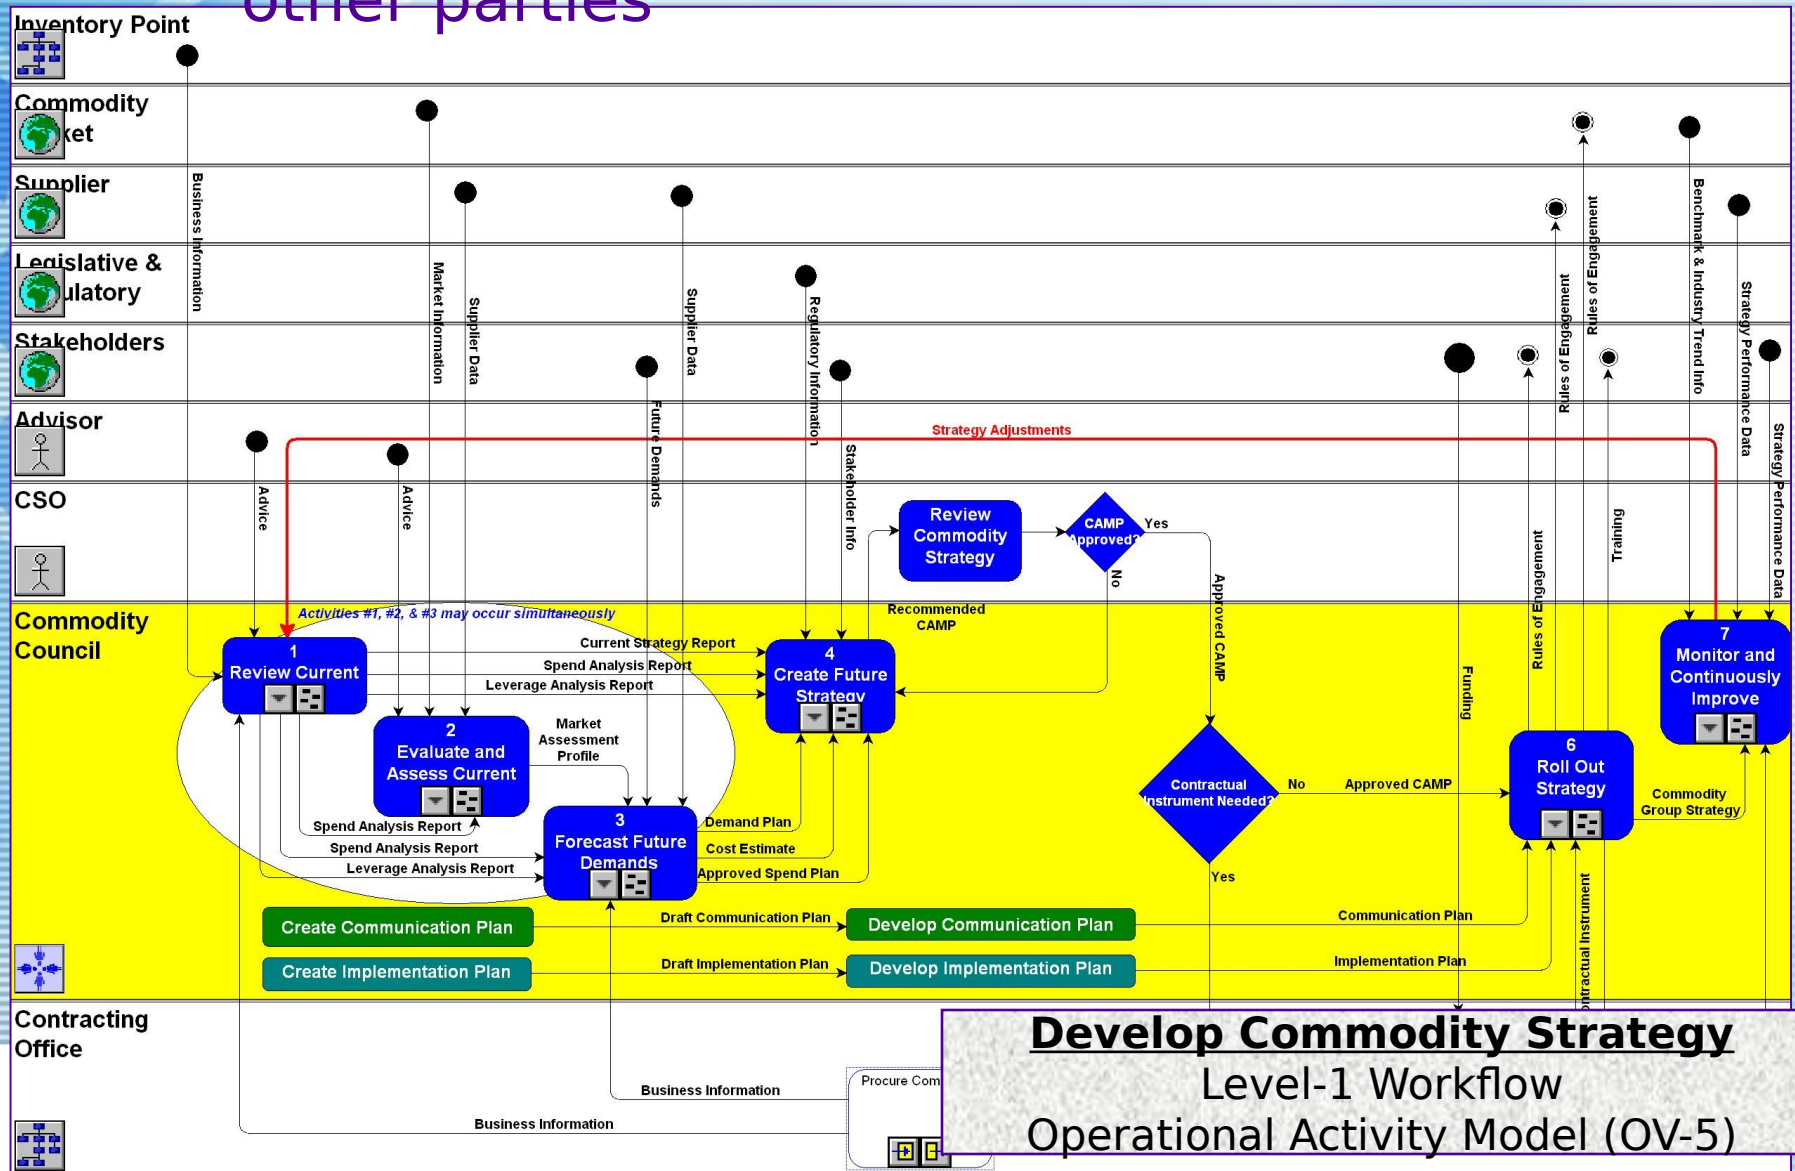 other parties
Inventory Point
Commodity
Supplier
Legislative &
Stakeholders
Advisor
CSO
Commodity
Council
Contracting
Office
Business Information
Market Information
Supplier Data
Supplier Data
Future Demands
Regulatory Information
Stakeholder Info
Advice
Advice
Strategy Adjustments
Rules of Engagement
Rules of Engagement
Rules of Engagement
Training
Benchmark & Industry Trend Info
Strategy Performance Data
Strategy Performance Data
Funding
Review
Commodity
Strategy
CAMP
Approved?
Yes
No
Approved CAMP
Recommended
CAMP
Activities #1, #2, & #3 may occur simultaneously
1
Review Current
Current Strategy Report
Spend Analysis Report
Leverage Analysis Report
4
Create Future
Strategy
2
Evaluate and
Assess Current
Market
Assessment
Profile
Spend Analysis Report
Spend Analysis Report
Leverage Analysis Report
3
Forecast Future
Demands
Demand Plan
Cost Estimate
Approved Spend Plan
Contractual
Instrument Needed?
No
Approved CAMP
Yes
6
Roll Out
Strategy
Commodity
Group Strategy
7
Monitor and
Continuously
Improve
Create Communication Plan
Draft Communication Plan
Develop Communication Plan
Communication Plan
Create Implementation Plan
Draft Implementation Plan
Develop Implementation Plan
Implementation Plan
Instrument
Business Information
Business Information
Procure
Develop Commodity Strategy
Level-1 Workflow
Operational Activity Model (OV-5)